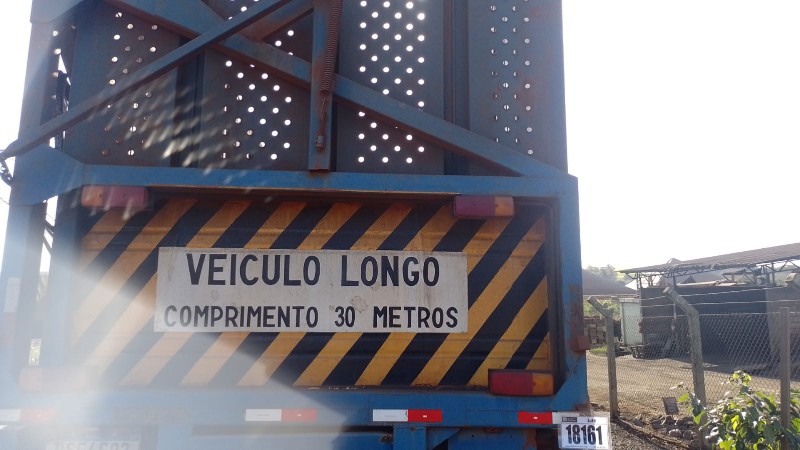 VEICULO LONGO
COMPRIMENTO 30 METROS
18161